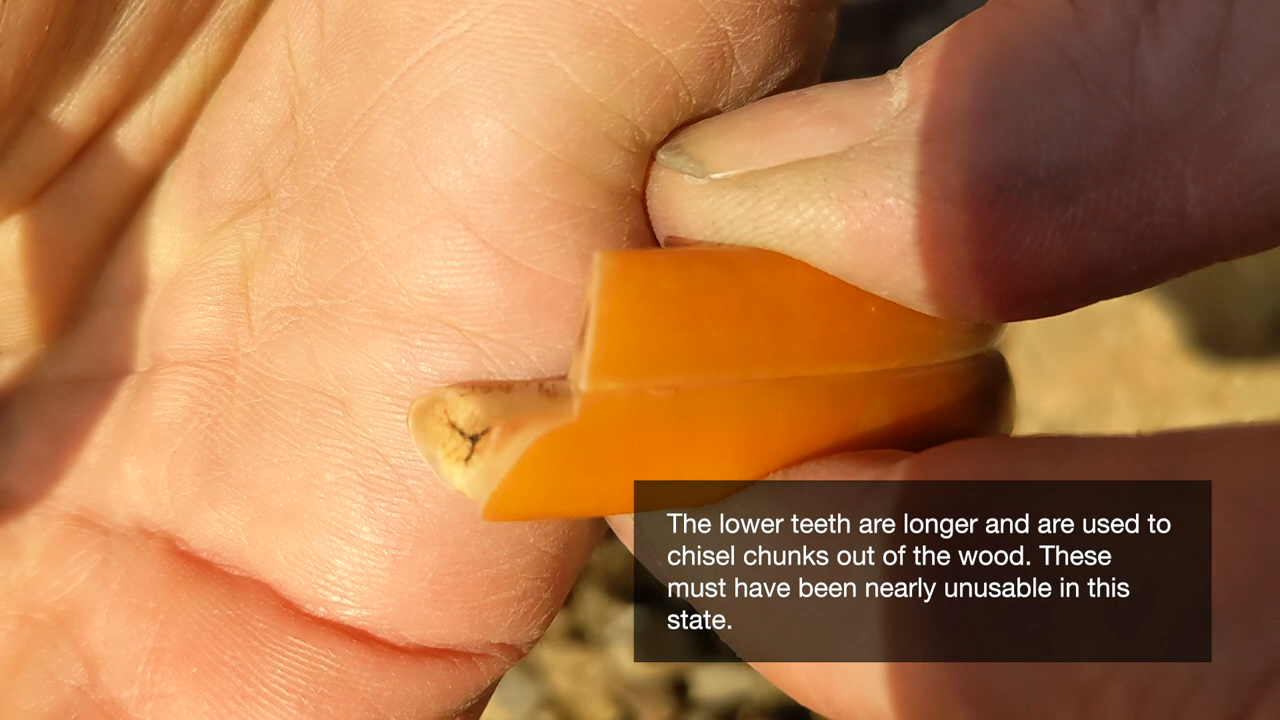 The lower teeth are longer and are used to
chisel chunks out of the wood. These
must have been nearly unusable in this
state.